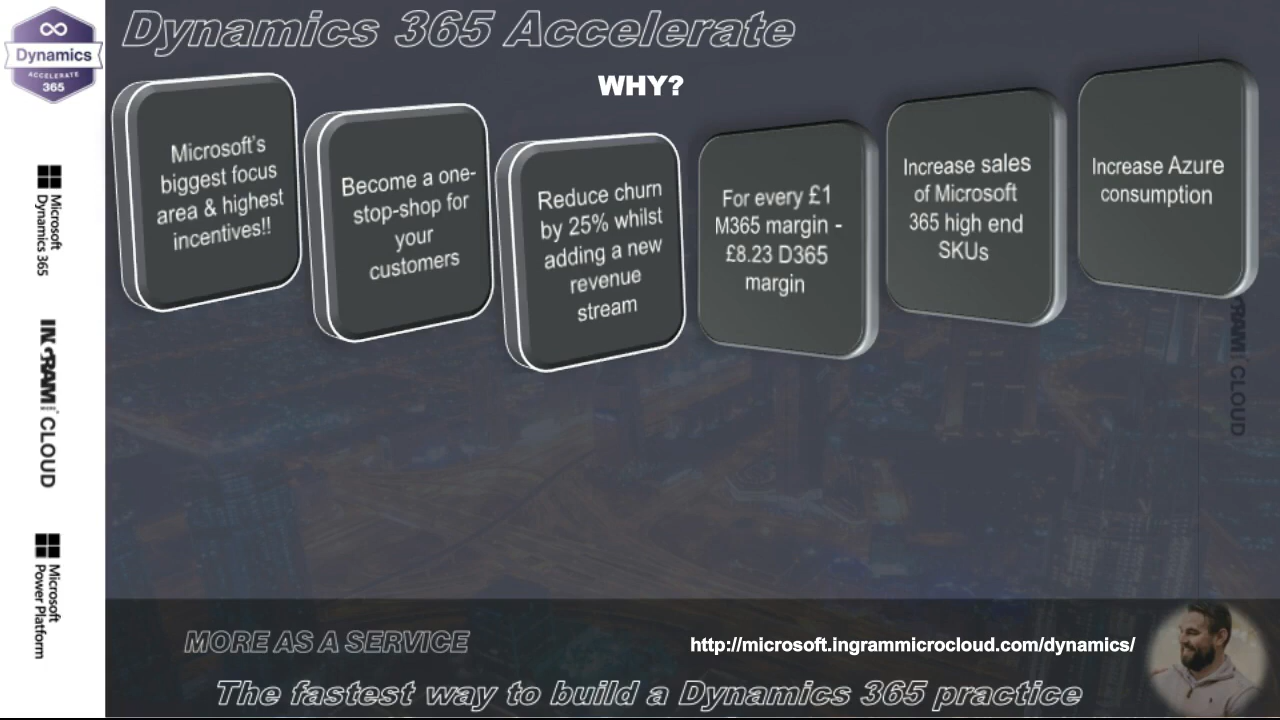 Dynamics 365 Accelerate
Dynamics
ACCELERATE
365
WHY?
Microsoft's
biggest focus
area & highest
incentives!!
Become a one-
stop-shop for
your
customers
Reduce churn
by 25% whilst
adding a new
revenue
stream
For every £1
M365 margin -
£8.23 D365
margin
Increase sales
of Microsoft
365 high end
SKUs
Increase Azure
consumption
Microsoft
Dynamics 365
INGRAM CLOUD
Microsoft
Power Platform
RAM CLOUD
MORE AS A SERVICE
http://microsoft.ingrammicrocloud.com/dynamics/
The fastest way to build a Dynamics 365 practice